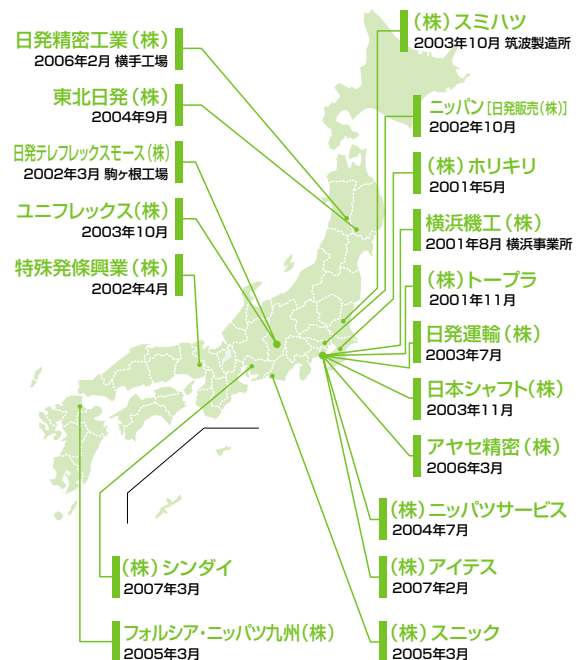 日発精密工業（株）
2006年2月 横手工場
東北日発（株）
2004年9月
日発テレフレックスモース（株）
2002年3月 駒ヶ根工場
ユニフレックス（株）
2003年10月
特殊発條興業（株）
2002年4月
（株）スミハツ
2003年10月 筑波製造所
ニッパン［日発販売（株）］
2002年10月
（株）ホリキリ
2001年5月
横浜機工（株）
2001年8月 横浜事業所
（株）トープラ
2001年11月
日発運輸（株）
2003年7月
日本シャフト（株）
2003年11月
アヤセ精密（株）
2006年3月
（株）ニッパツサービス
2004年7月
（株）シンダイ
2007年3月
（株）アイテス
2007年2月
フォルシア・ニッパツ九州（株）
2005年3月
（株）スニック
2005年3月